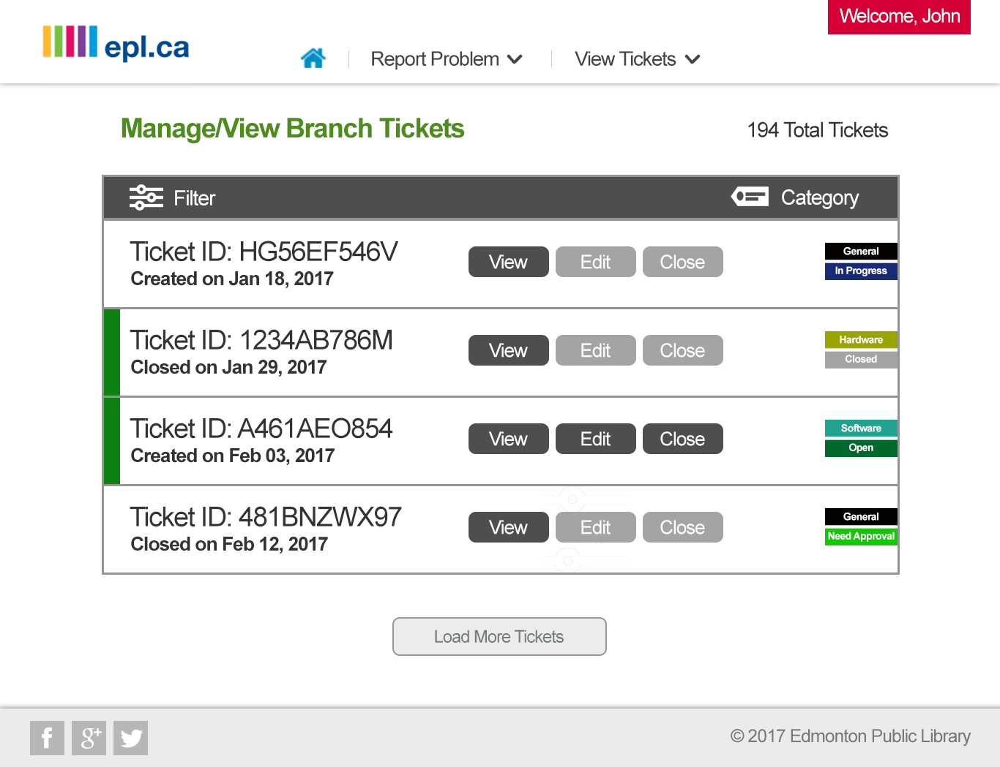 Welcome, John
epl.ca
Report Problem
View Tickets
Manage/View Branch Tickets
194 Total Tickets
Filter
Category
Ticket ID: HG56EF546V
Created on Jan 18, 2017
View
Edit
Close
General
In Progress
Ticket ID: 1234AB786M
Closed on Jan 29, 2017
View
Edit
Close
Hardware
Closed
Ticket ID: A461AEO854
Created on Feb 03, 2017
View
Edit
Close
Software
Open
Ticket ID: 481BNZWX97
Closed on Feb 12, 2017
View
Edit
Close
General
Need Approval
Load More Tickets
f
g+
© 2017 Edmonton Public Library